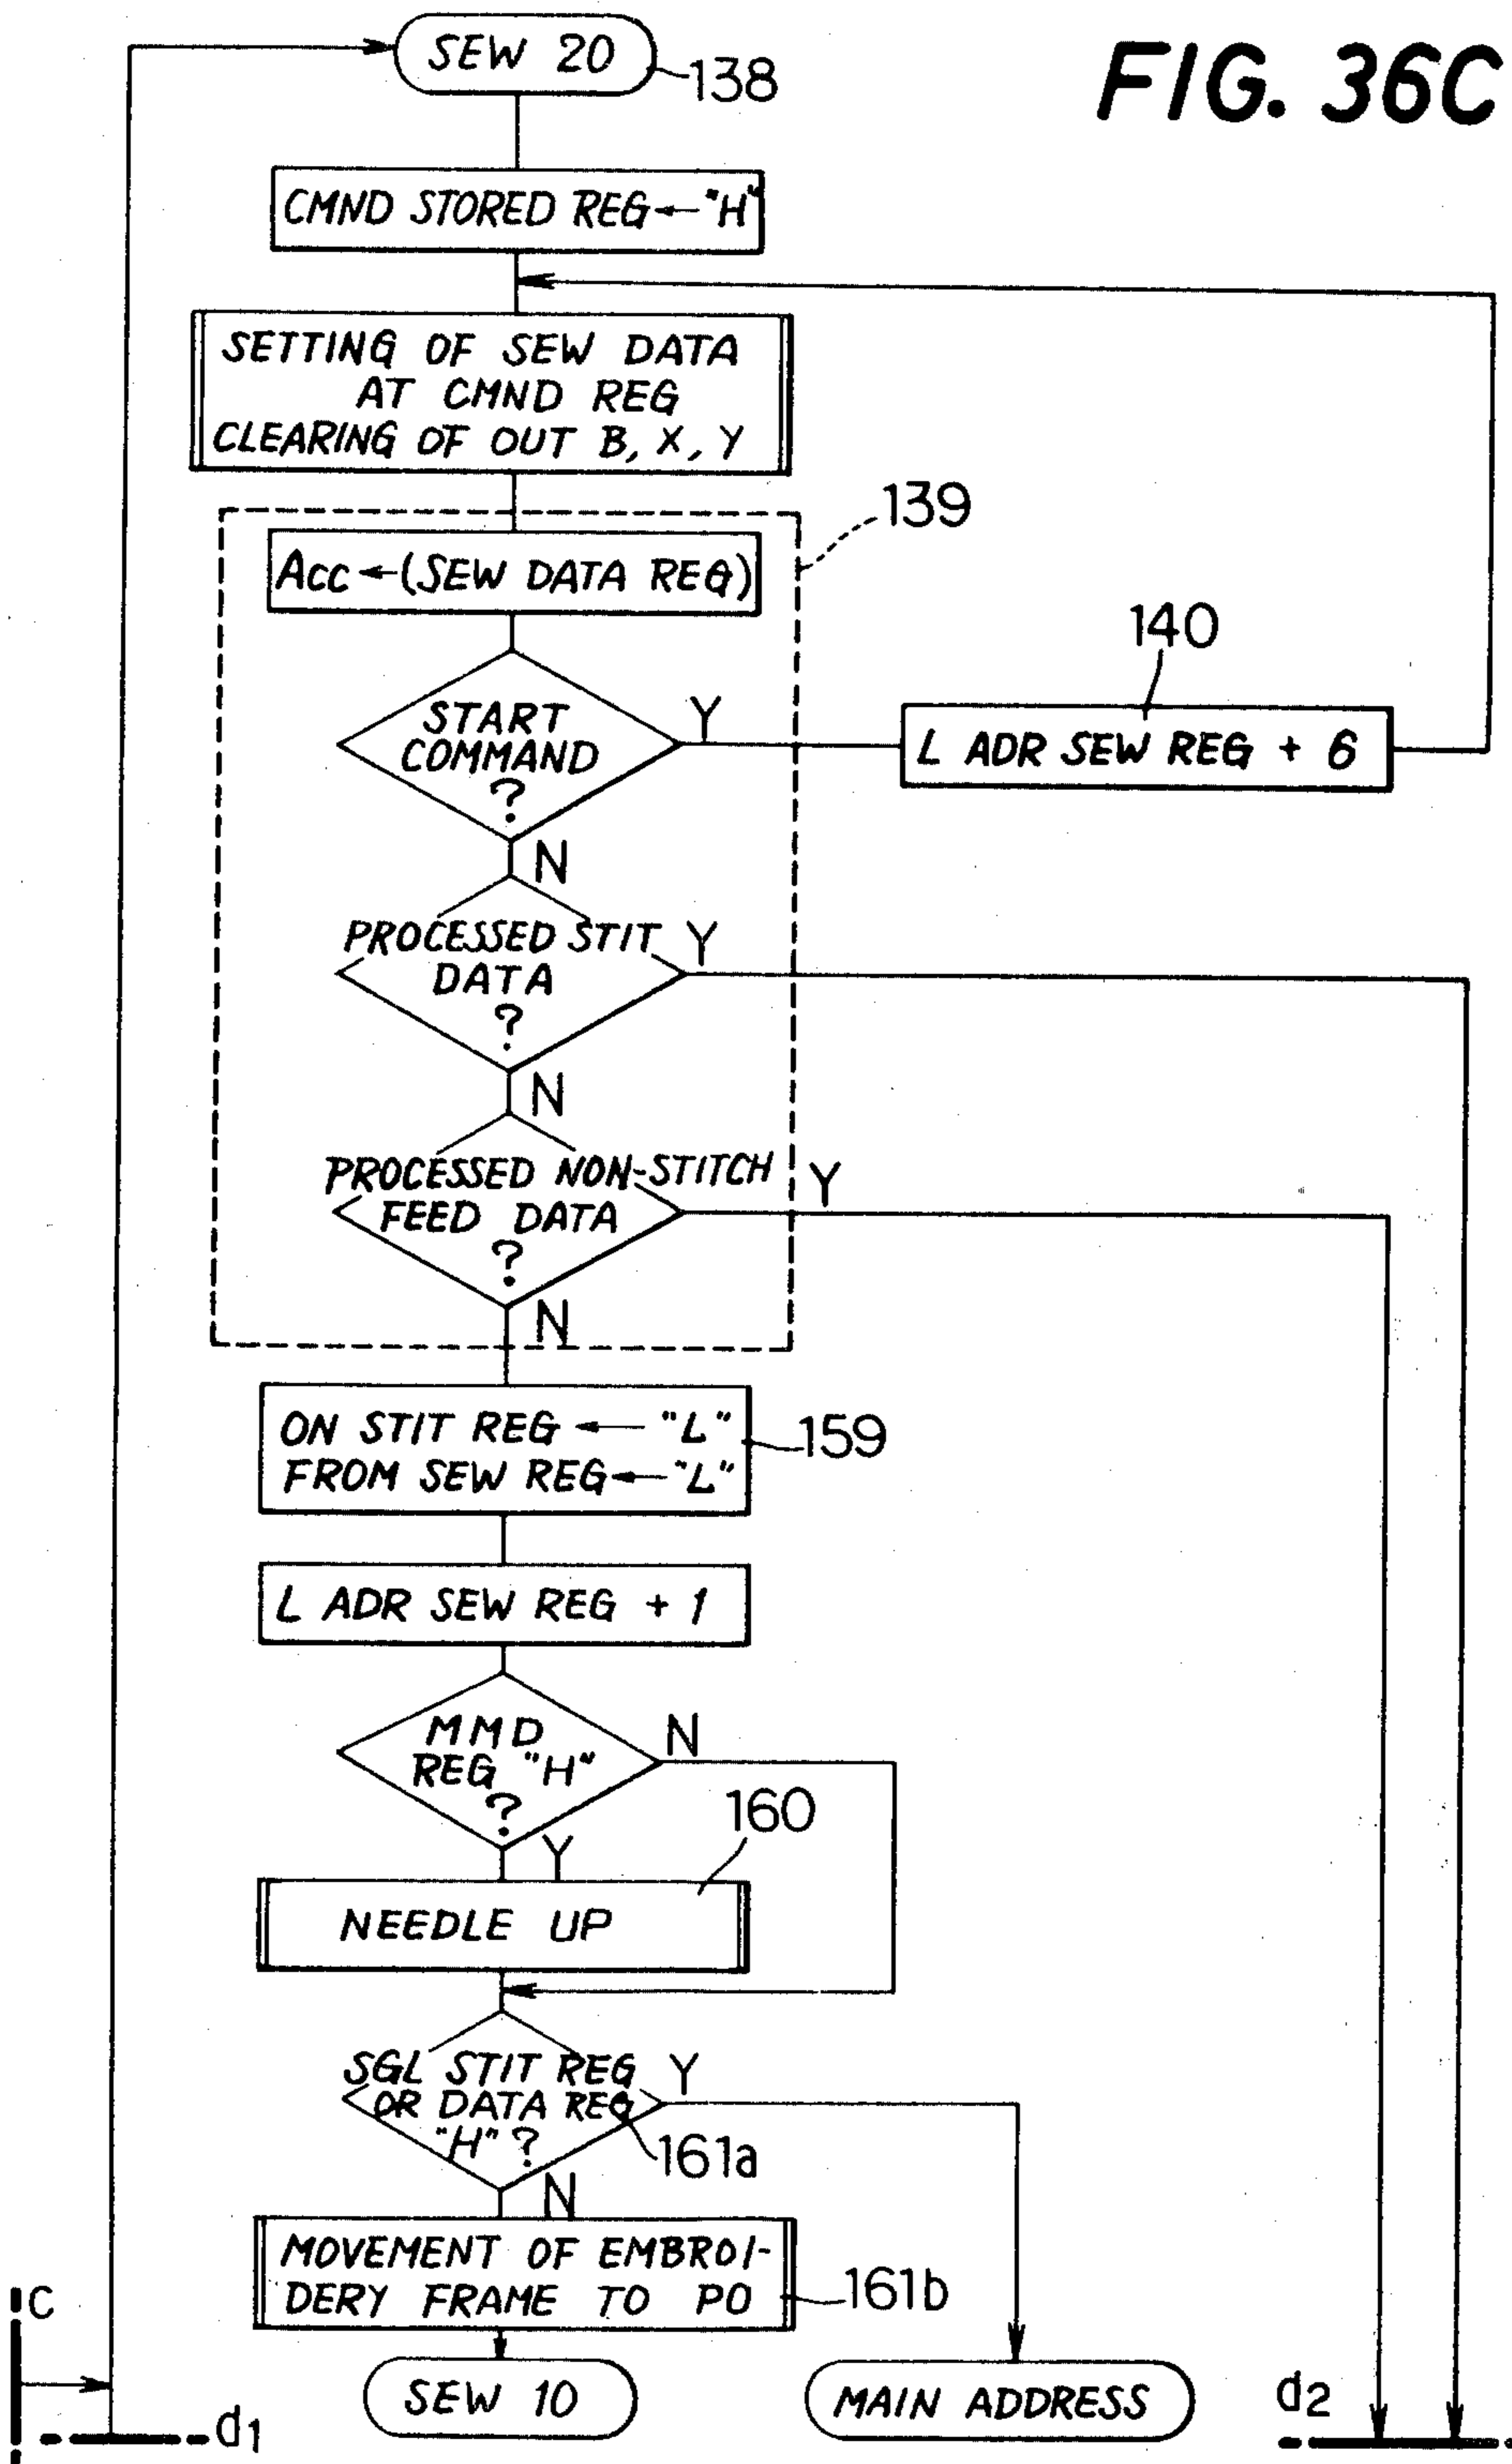 FIG. 36C
SEW 20
138
CMND STORED REG ← "H"
SETTING OF SEW DATA
AT CMND REG
CLEARING OF OUT B, X, Y
139
ACC ← (SEW DATA REG)
140
START
COMMAND
?
Y
L ADR SEW REG + 6
N
PROCESSED STIT
DATA
?
Y
N
PROCESSED NON-STITCH
FEED DATA
?
Y
N
ON STIT REG ← "L"
FROM SEW REG ← "L"
159
L ADR SEW REG + 1
MMD
REG "H"
?
N
Y
160
NEEDLE UP
SGL STIT REG
OR DATA REG
"H" ?
Y
161a
N
MOVEMENT OF EMBROI-
DERY FRAME TO PO
161b
C
SEW 10
MAIN ADDRESS
d1
d2